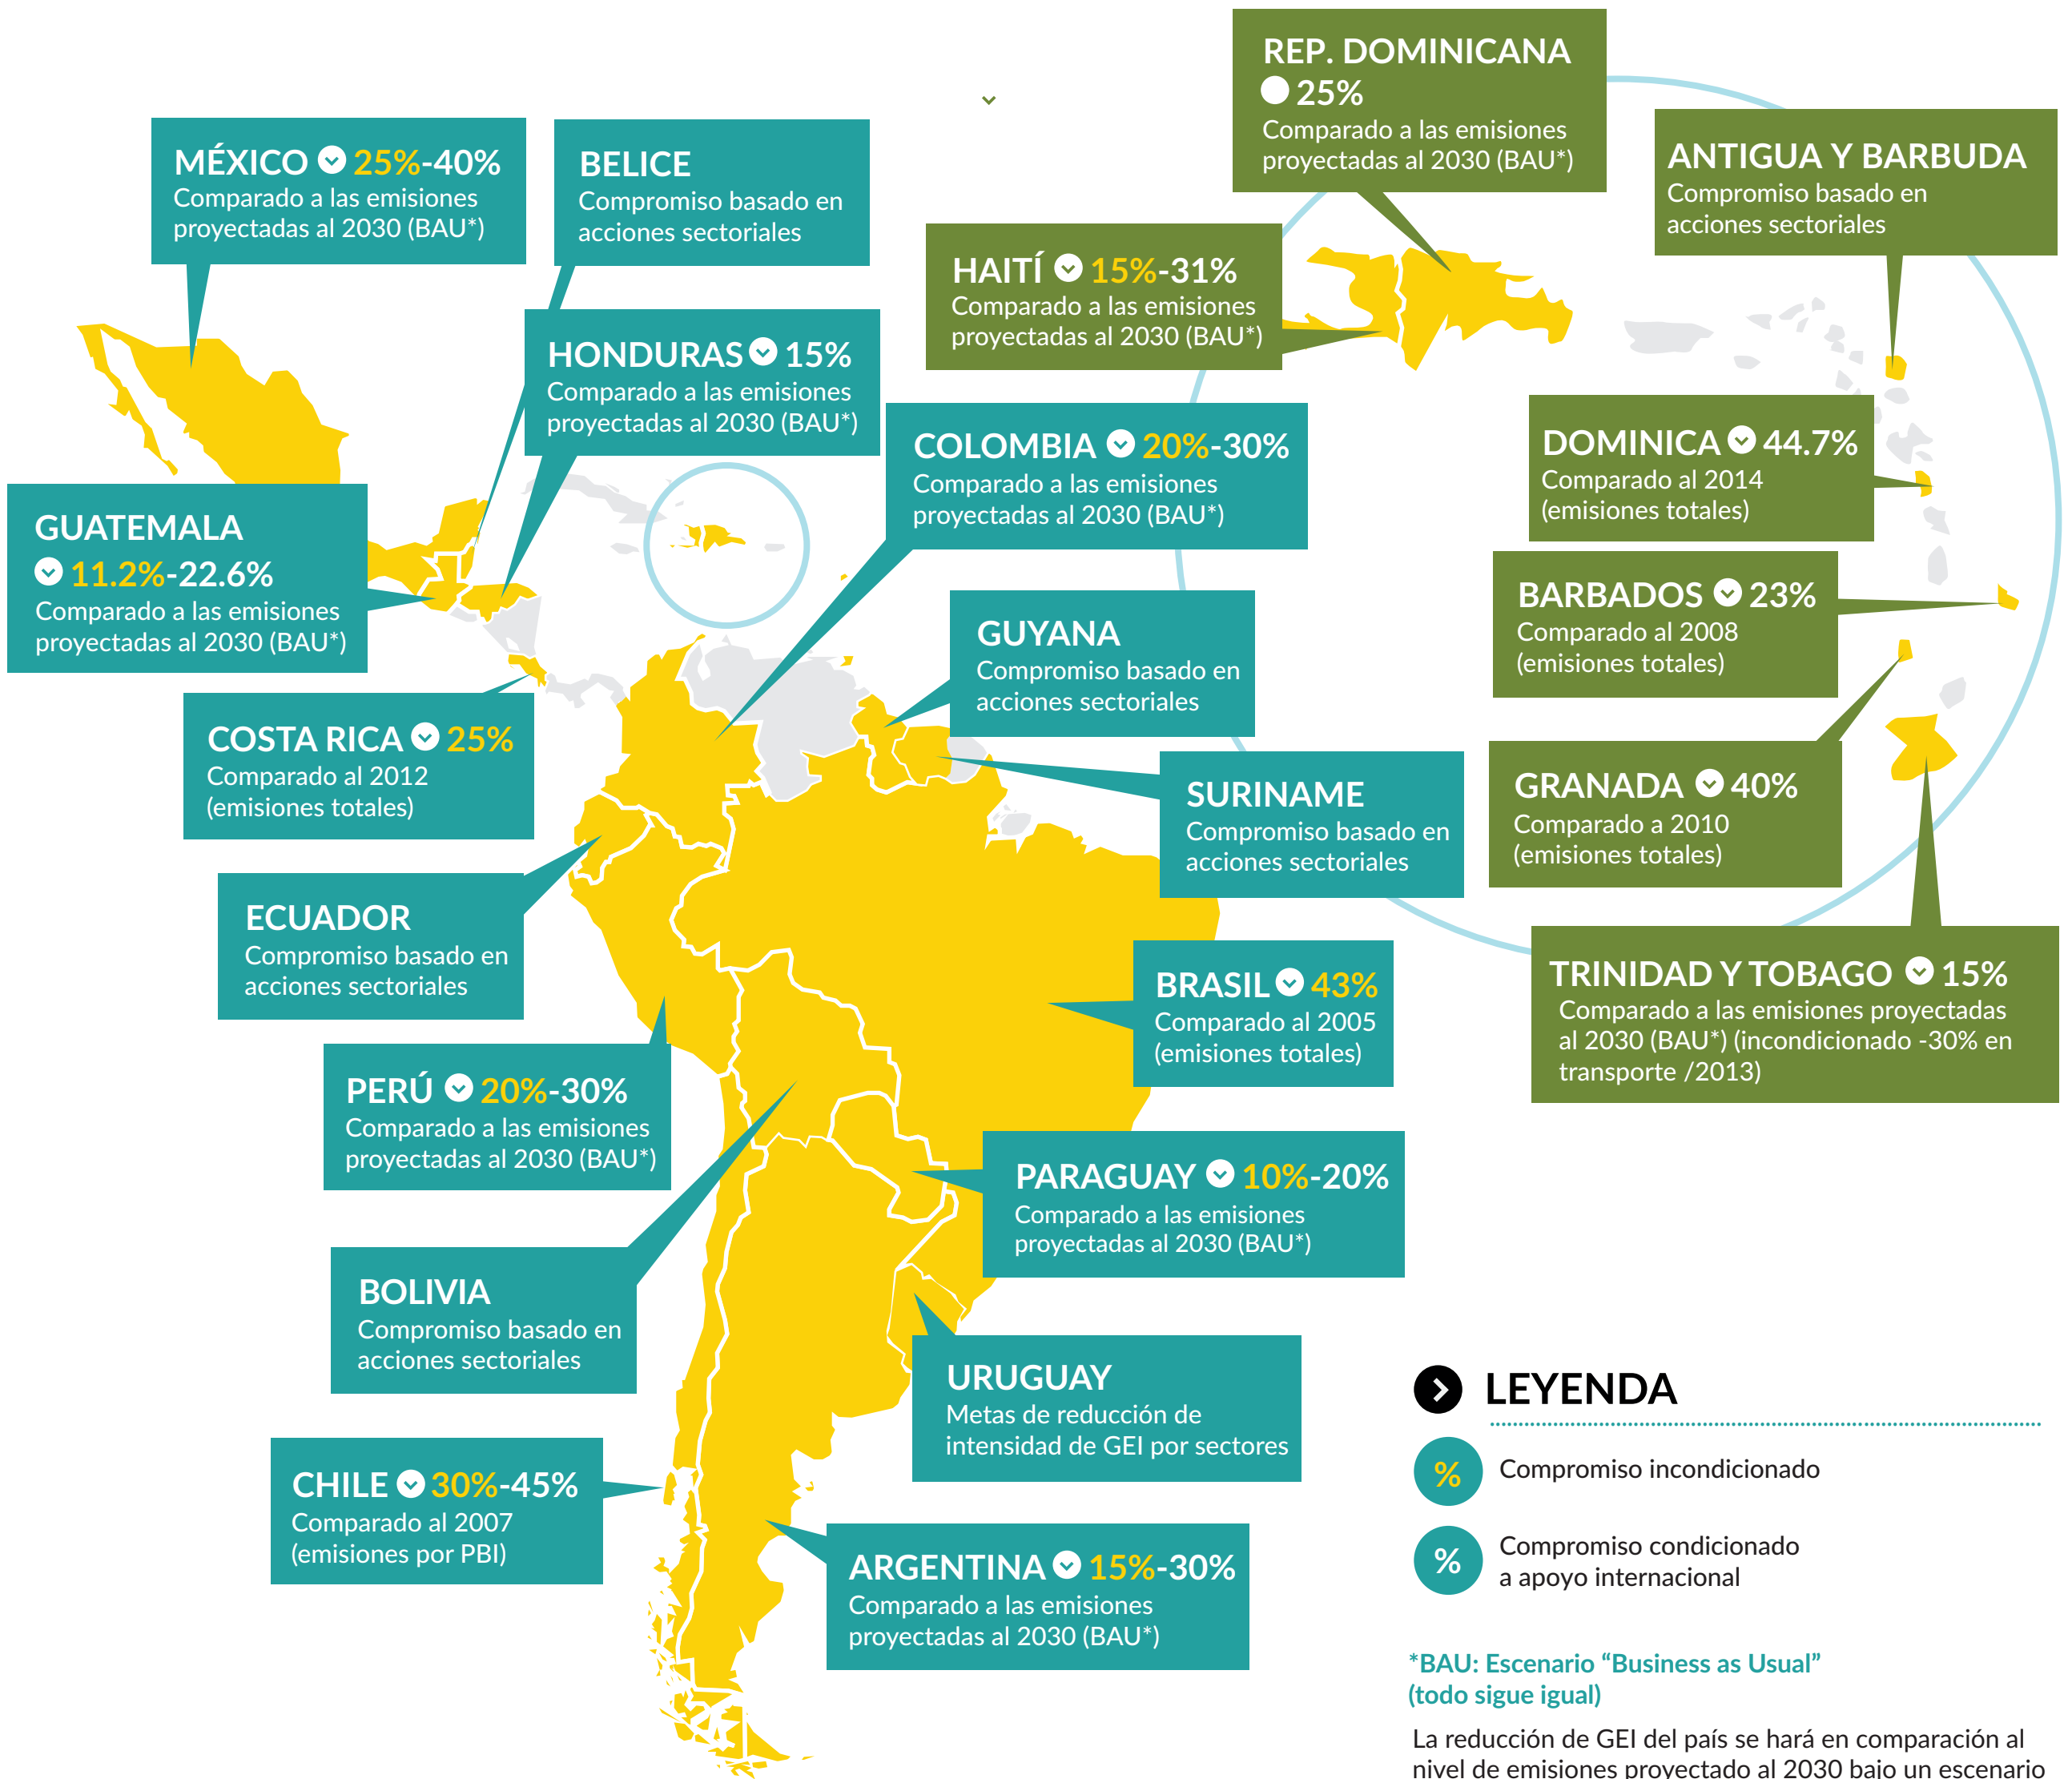 REP. DOMINICANA
25%
Comparado a las emisiones
proyectadas al 2030 (BAU*)
MÉXICO 25%-40%
Comparado a las emisiones
proyectadas al 2030 (BAU*)
BELICE
Compromiso basado en
acciones sectoriales
ANTIGUA Y BARBUDA
Compromiso basado en
acciones sectoriales
HAITÍ 15%-31%
Comparado a las emisiones
proyectadas al 2030 (BAU*)
HONDURAS 15%
Comparado a las emisiones
proyectadas al 2030 (BAU*)
COLOMBIA 20%-30%
Comparado a las emisiones
proyectadas al 2030 (BAU*)
DOMINICA 44.7%
Comparado al 2014
(emisiones totales)
GUATEMALA
11.2%-22.6%
Comparado a las emisiones
proyectadas al 2030 (BAU*)
BARBADOS 23%
Comparado al 2008
(emisiones totales)
GUYANA
Compromiso basado en
acciones sectoriales
COSTA RICA 25%
Comparado al 2012
(emisiones totales)
SURINAME
Compromiso basado en
acciones sectoriales
GRANADA 40%
Comparado a 2010
(emisiones totales)
ECUADOR
Compromiso basado en
acciones sectoriales
BRASIL 43%
Comparado al 2005
(emisiones totales)
TRINIDAD Y TOBAGO 15%
Comparado a las emisiones proyectadas
al 2030 (BAU*) (incondicionado -30% en
transporte /2013)
PERÚ 20%-30%
Comparado a las emisiones
proyectadas al 2030 (BAU*)
PARAGUAY 10%-20%
Comparado a las emisiones
proyectadas al 2030 (BAU*)
BOLIVIA
Compromiso basado en
acciones sectoriales
URUGUAY
Metas de reducción de
intensidad de GEI por sectores
CHILE 30%-45%
Comparado al 2007
(emisiones por PBI)
ARGENTINA 15%-30%
Comparado a las emisiones
proyectadas al 2030 (BAU*)
LEYENDA
% Compromiso incondicionado
% Compromiso condicionado
a apoyo internacional
*BAU: Escenario “Business as Usual”
(todo sigue igual)
La reducción de GEI del país se hará en comparación al
nivel de emisiones proyectado al 2030 bajo un escenario